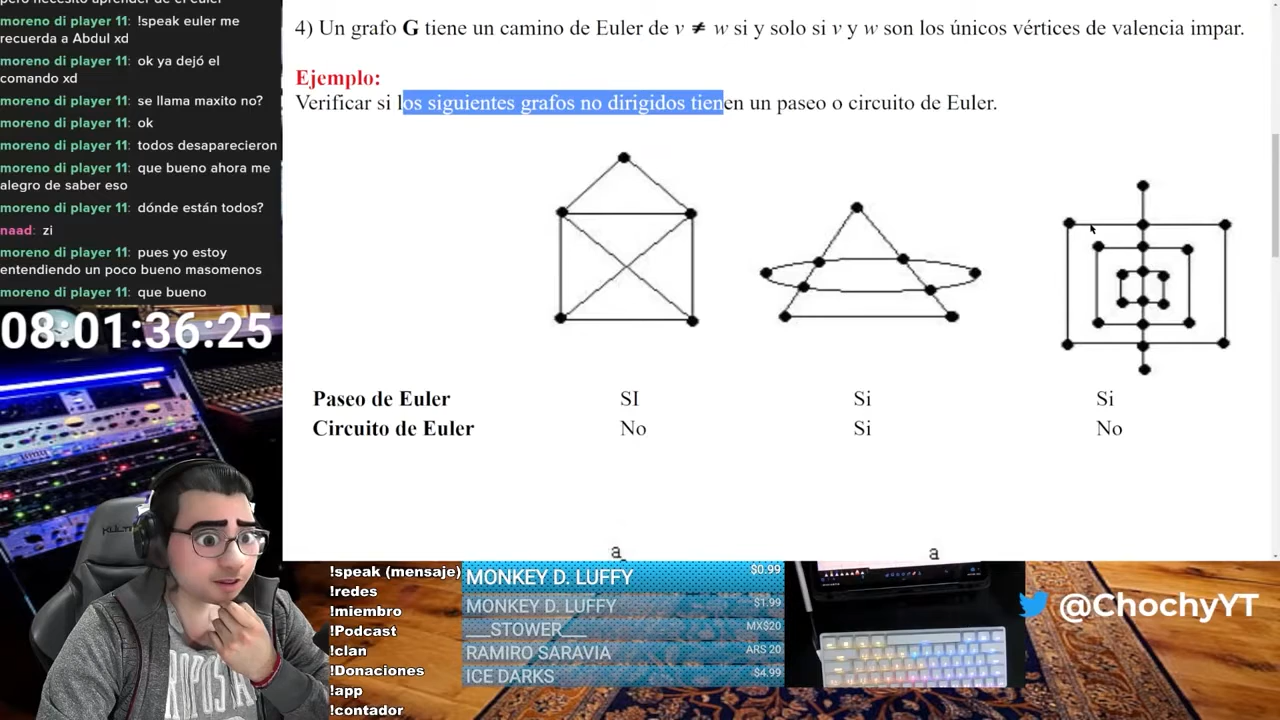 pero necesito aprender de el euler
moreno di player 11: !speak euler me
recuerda a Abdul xd
moreno di player 11: ok ya dejó el
comando xd
moreno di player 11: se llama maxito no?
moreno di player 11: ok
moreno di player 11: todos desaparecieron
moreno di player 11: que bueno ahora me
alegro de saber eso
moreno di player 11: dónde están todos?
naad: zi
moreno di player 11: pues yo estoy
entendiendo un poco bueno masomenos
moreno di player 11: que bueno
08:01:36:25
4) Un grafo G tiene un camino de Euler de v ≠ w si y solo si v y w son los únicos vértices de valencia impar.
Ejemplo:
Verificar si los siguientes grafos no dirigidos tienen un paseo o circuito de Euler.
Paseo de Euler SI Si Si
Circuito de Euler No Si No
a a
!speak (mensaje)
!redes
!miembro
!Podcast
!clan
!Donaciones
!app
!contador
MONKEY D. LUFFY $0.99
MONKEY D. LUFFY $1.99
___STOWER___ MX$20
RAMIRO SARAVIA ARS 20
ICE DARKS $4.99
@ChochyYT